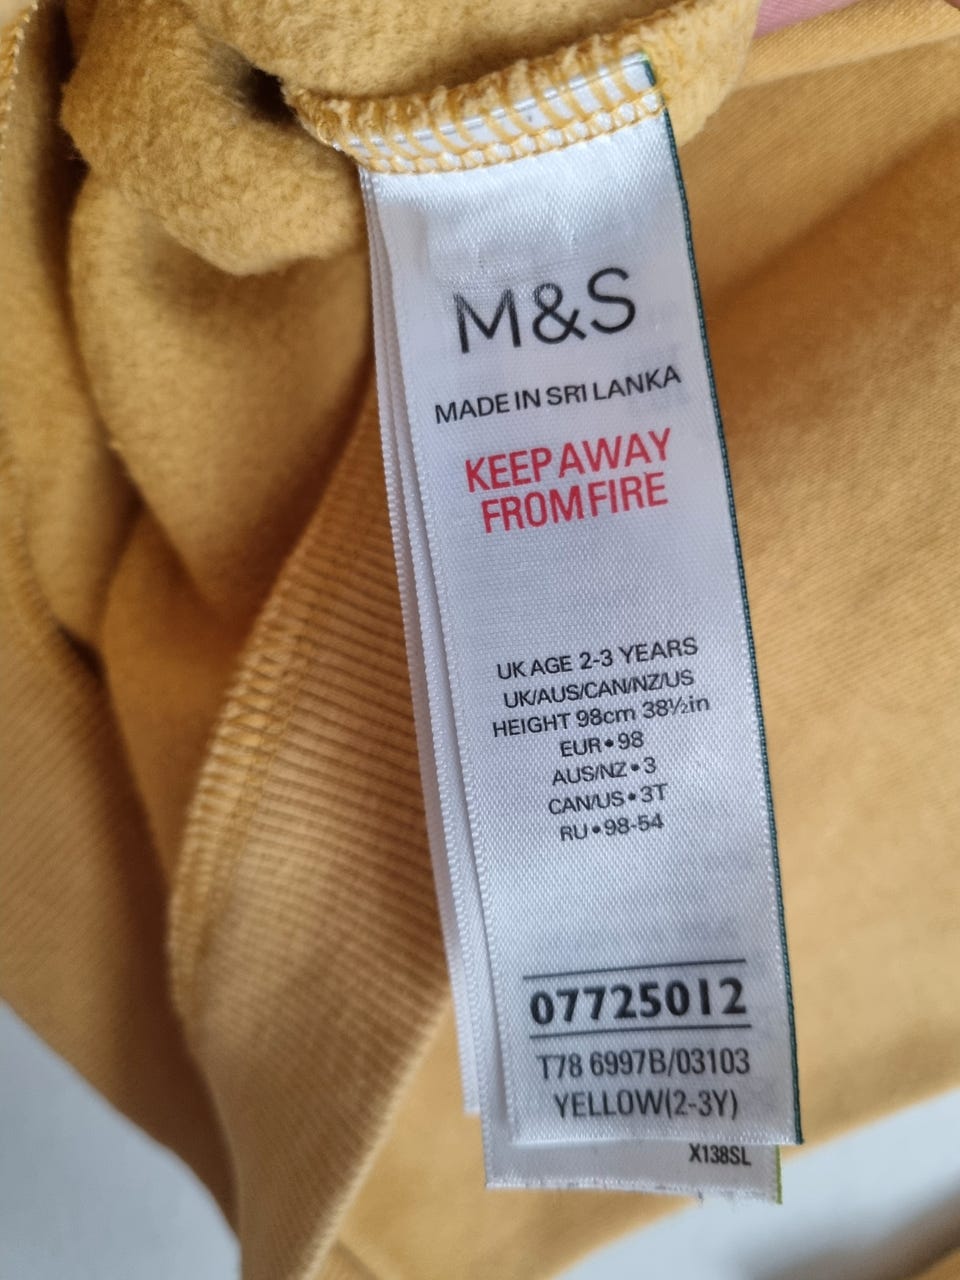 M&S
MADE IN SRI LANKA
KEEP AWAY
FROM FIRE
UK AGE 2-3 YEARS
UK/AUS/CAN/NZ/US
HEIGHT 98cm 38½in
EUR•98
AUS/NZ•3
CAN/US•3T
RU•98-54
07725012
T78 6997B/03103
YELLOW(2-3Y)
X138SL